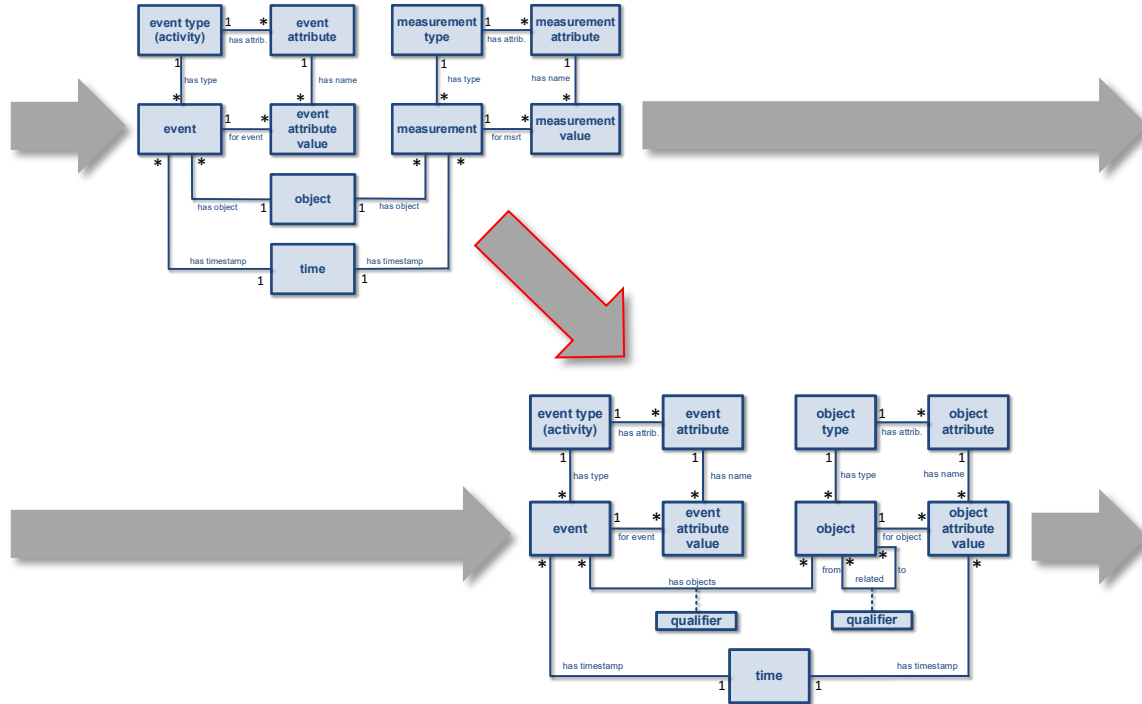 event type
(activity)
1
*
has attrib.
event
attribute
measurement
type
1
*
has attrib.
measurement
attribute
1
has type
*
1
has name
*
1
has type
*
1
has name
*
event
1
*
for event
event
attribute
value
measurement
1
*
for msrt
measurement
value
*
*
*
*
has object
1
object
1
has object
has timestamp
1
time
1
has timestamp
event type
(activity)
1
*
has attrib.
event
attribute
object
type
1
*
has attrib.
object
attribute
1
has type
*
1
has name
*
1
has type
*
1
has name
*
event
1
*
for event
event
attribute
value
object
1
*
for object
object
attribute
value
*
*
*
*
*
*
from
to
has objects
related
qualifier
qualifier
has timestamp
1
time
1
has timestamp